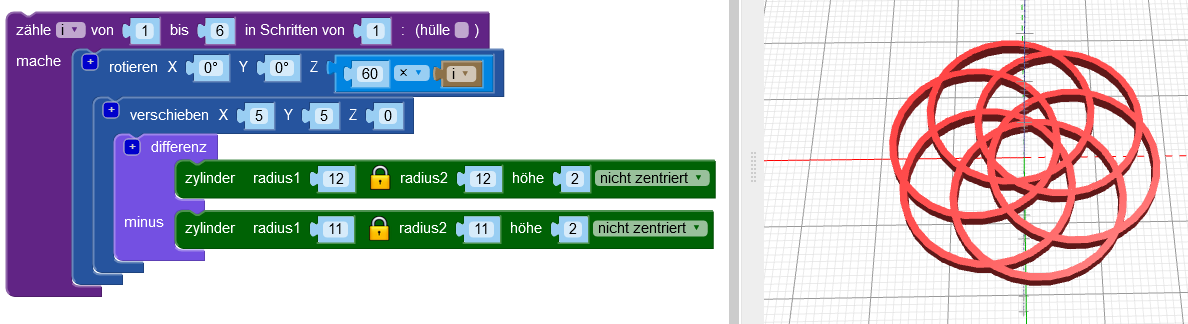 zähle i ▾ von 1 bis 6 in Schritten von 1 : (hülle )
mache + rotieren X 0° Y 0° Z 60 × ▾ i ▾
+ verschieben X 5 Y 5 Z 0
+ differenz
zylinder radius1 12 radius2 12 höhe 2 nicht zentriert ▾
minus zylinder radius1 11 radius2 11 höhe 2 nicht zentriert ▾